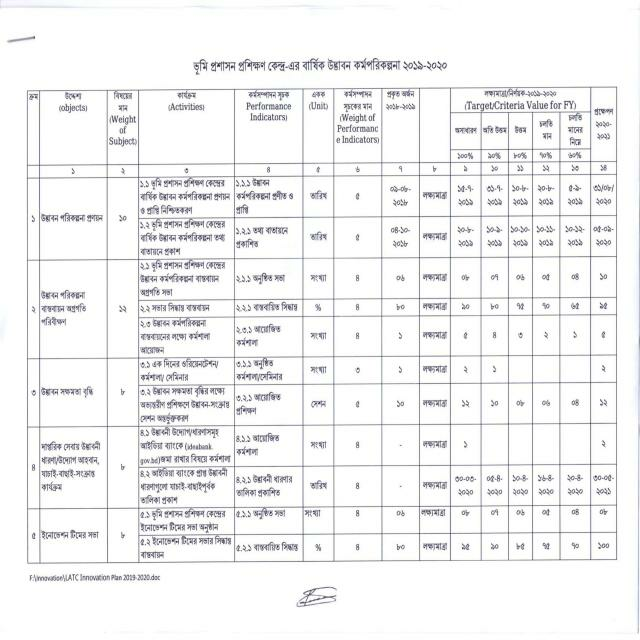 ভূমি প্রশাসন প্রশিক্ষণ কেন্দ্র-এর বার্ষিক উদ্ভাবন কর্মপরিকল্পনা ২০১৯-২০২০
ক্রম উদ্দেশ্য (objects) বিষয়ের মান (Weight of Subject) কার্যক্রম (Activities) কর্মসম্পাদন সূচক Performance Indicators) একক (Unit) কর্মসম্পাদন সূচকের মান (Weight of Performance Indicators) প্রকৃত অর্জন ২০১৮-২০১৯ লক্ষ্যমাত্রা/নির্ণায়ক-২০১৯-২০২০ (Target/Criteria Value for FY) প্রক্ষেপণ ২০২০-২০২১
অসাধারণ অতি উত্তম উত্তম চলতি মান চলতি মানের নিম্নে
১০০% ৯০% ৮০% ৭০% ৬০%
১ ২ ৩ ৪ ৫ ৬ ৭ ৮ ৯ ১০ ১১ ১২ ১৩ ১৪
১ উদ্ভাবন পরিকল্পনা প্রণয়ন ১০ ১.১ ভূমি প্রশাসন প্রশিক্ষণ কেন্দ্রের বার্ষিক উদ্ভাবন কর্মপরিকল্পনা প্রণয়ন ও প্রাপ্তি নিশ্চিতকরণ ১.১.১ উদ্ভাবন কর্মপরিকল্পনা প্রণীত ও প্রাপ্তি তারিখ ৫ ০৯-০৮-২০১৮ লক্ষ্যমাত্রা ১৫-৭-২০১৯ ৩১-৭-২০১৯ ১০-৮-২০১৯ ২০-৮-২০১৯ ৫-৯-২০১৯ ৩১/০৮/২০২০
১.২ ভূমি প্রশাসন প্রশিক্ষণ কেন্দ্রের বার্ষিক উদ্ভাবন কর্মপরিকল্পনা তথ্য বাতায়নে প্রকাশ ১.২.১ তথ্য বাতায়নে প্রকাশিত তারিখ ৫ ০৪-১০-২০১৮ লক্ষ্যমাত্রা ২০-৮-২০১৯ ১০-৯-২০১৯ ১০-১০-২০১৯ ১০-১১-২০১৯ ১০-১২-২০১৯ ০৫-০৯-২০২০
২ উদ্ভাবন পরিকল্পনা বাস্তবায়ন অগ্রগতি পরিবীক্ষণ ১২ ২.১ ভূমি প্রশাসন প্রশিক্ষণ কেন্দ্রের উদ্ভাবন কর্মপরিকল্পনা বাস্তবায়ন অগ্রগতি সভা ২.১.১ অনুষ্ঠিত সভা সংখ্যা ৪ ০৬ লক্ষ্যমাত্রা ০৮ ০৭ ০৬ ০৫ ০৪ ১০
২.২ সভার সিদ্ধান্ত বাস্তবায়ন ২.২.১ বাস্তবায়িত সিদ্ধান্ত % ৪ ৮০ লক্ষ্যমাত্রা ৯০ ৮০ ৭৫ ৭০ ৬৫ ৯৫
২.৩ উদ্ভাবন কর্মপরিকল্পনা বাস্তবায়নের লক্ষ্যে কর্মশালা আয়োজন ২.৩.১ আয়োজিত কর্মশালা সংখ্যা ৪ ১ লক্ষ্যমাত্রা ৫ ৪ ৩ ২ ১ ৫
৩ উদ্ভাবন সক্ষমতা বৃদ্ধি ৮ ৩.১ এক দিনের ওরিয়েনটেশন/কর্মশালা/ সেমিনার ৩.১.১ অনুষ্ঠিত কর্মশালা/সেমিনার সংখ্যা ৩ ১ লক্ষ্যমাত্রা ২ ১ ২
৩.২ উদ্ভাবন সক্ষমতা বৃদ্ধির লক্ষ্যে অভ্যন্তরীণ প্রশিক্ষণে উদ্ভাবন-সংক্রান্ত সেশন অন্তর্ভুক্তকরণ ৩.২.১ আয়োজিত প্রশিক্ষণ সেশন ৫ ১০ লক্ষ্যমাত্রা ১২ ১০ ০৮ ০৬ ০৪ ১২
৪ দাপ্তরিক সেবায় উদ্ভাবনী ধারণা/উদ্যোগ আহবান, যাচাই-বাছাই-সংক্রান্ত কার্যক্রম ৮ ৪.১ উদ্ভাবনী উদ্যোগ/ধারণাসমূহ আইডিয়া ব্যাংকে (ideabank.gov.bd)জমা রাখার বিষয়ে কর্মশালা ৪.১.১ আয়োজিত কর্মশালা সংখ্যা ৪ - লক্ষ্যমাত্রা ১ ২
৪.২ আইডিয়া ব্যাংকে প্রাপ্ত উদ্ভাবনী ধারণাগুলো যাচাই-বাছাইপূর্বক তালিকা প্রকাশ ৪.২.১ উদ্ভাবনী ধারণার তালিকা প্রকাশিত তারিখ ৪ - লক্ষ্যমাত্রা ৩০-০৩-২০২০ ০৫-৪-২০২০ ১০-৪-২০২০ ১৬-৪-২০২০ ২০-৪-২০২০ ৩০-০৫-২০২১
৫ ইনোভেশন টিমের সভা ৮ ৫.১ ভূমি প্রশাসন প্রশিক্ষণ কেন্দ্রের ইনোভেশন টিমের সভা অনুষ্ঠান ৫.১.১ অনুষ্ঠিত সভা সংখ্যা ৪ ০৬ লক্ষ্যমাত্রা ০৮ ০৭ ০৬ ০৫ ০৪ ০৮
৫.২ ইনোভেশন টিমের সভার সিদ্ধান্ত বাস্তবায়ন ৫.২.১ বাস্তবায়িত সিদ্ধান্ত % ৪ ৮০ লক্ষ্যমাত্রা ৯৫ ৯০ ৮৫ ৭৫ ৭০ ১০০
F:\innovation\LATC Innovation Plan 2019-2020.doc